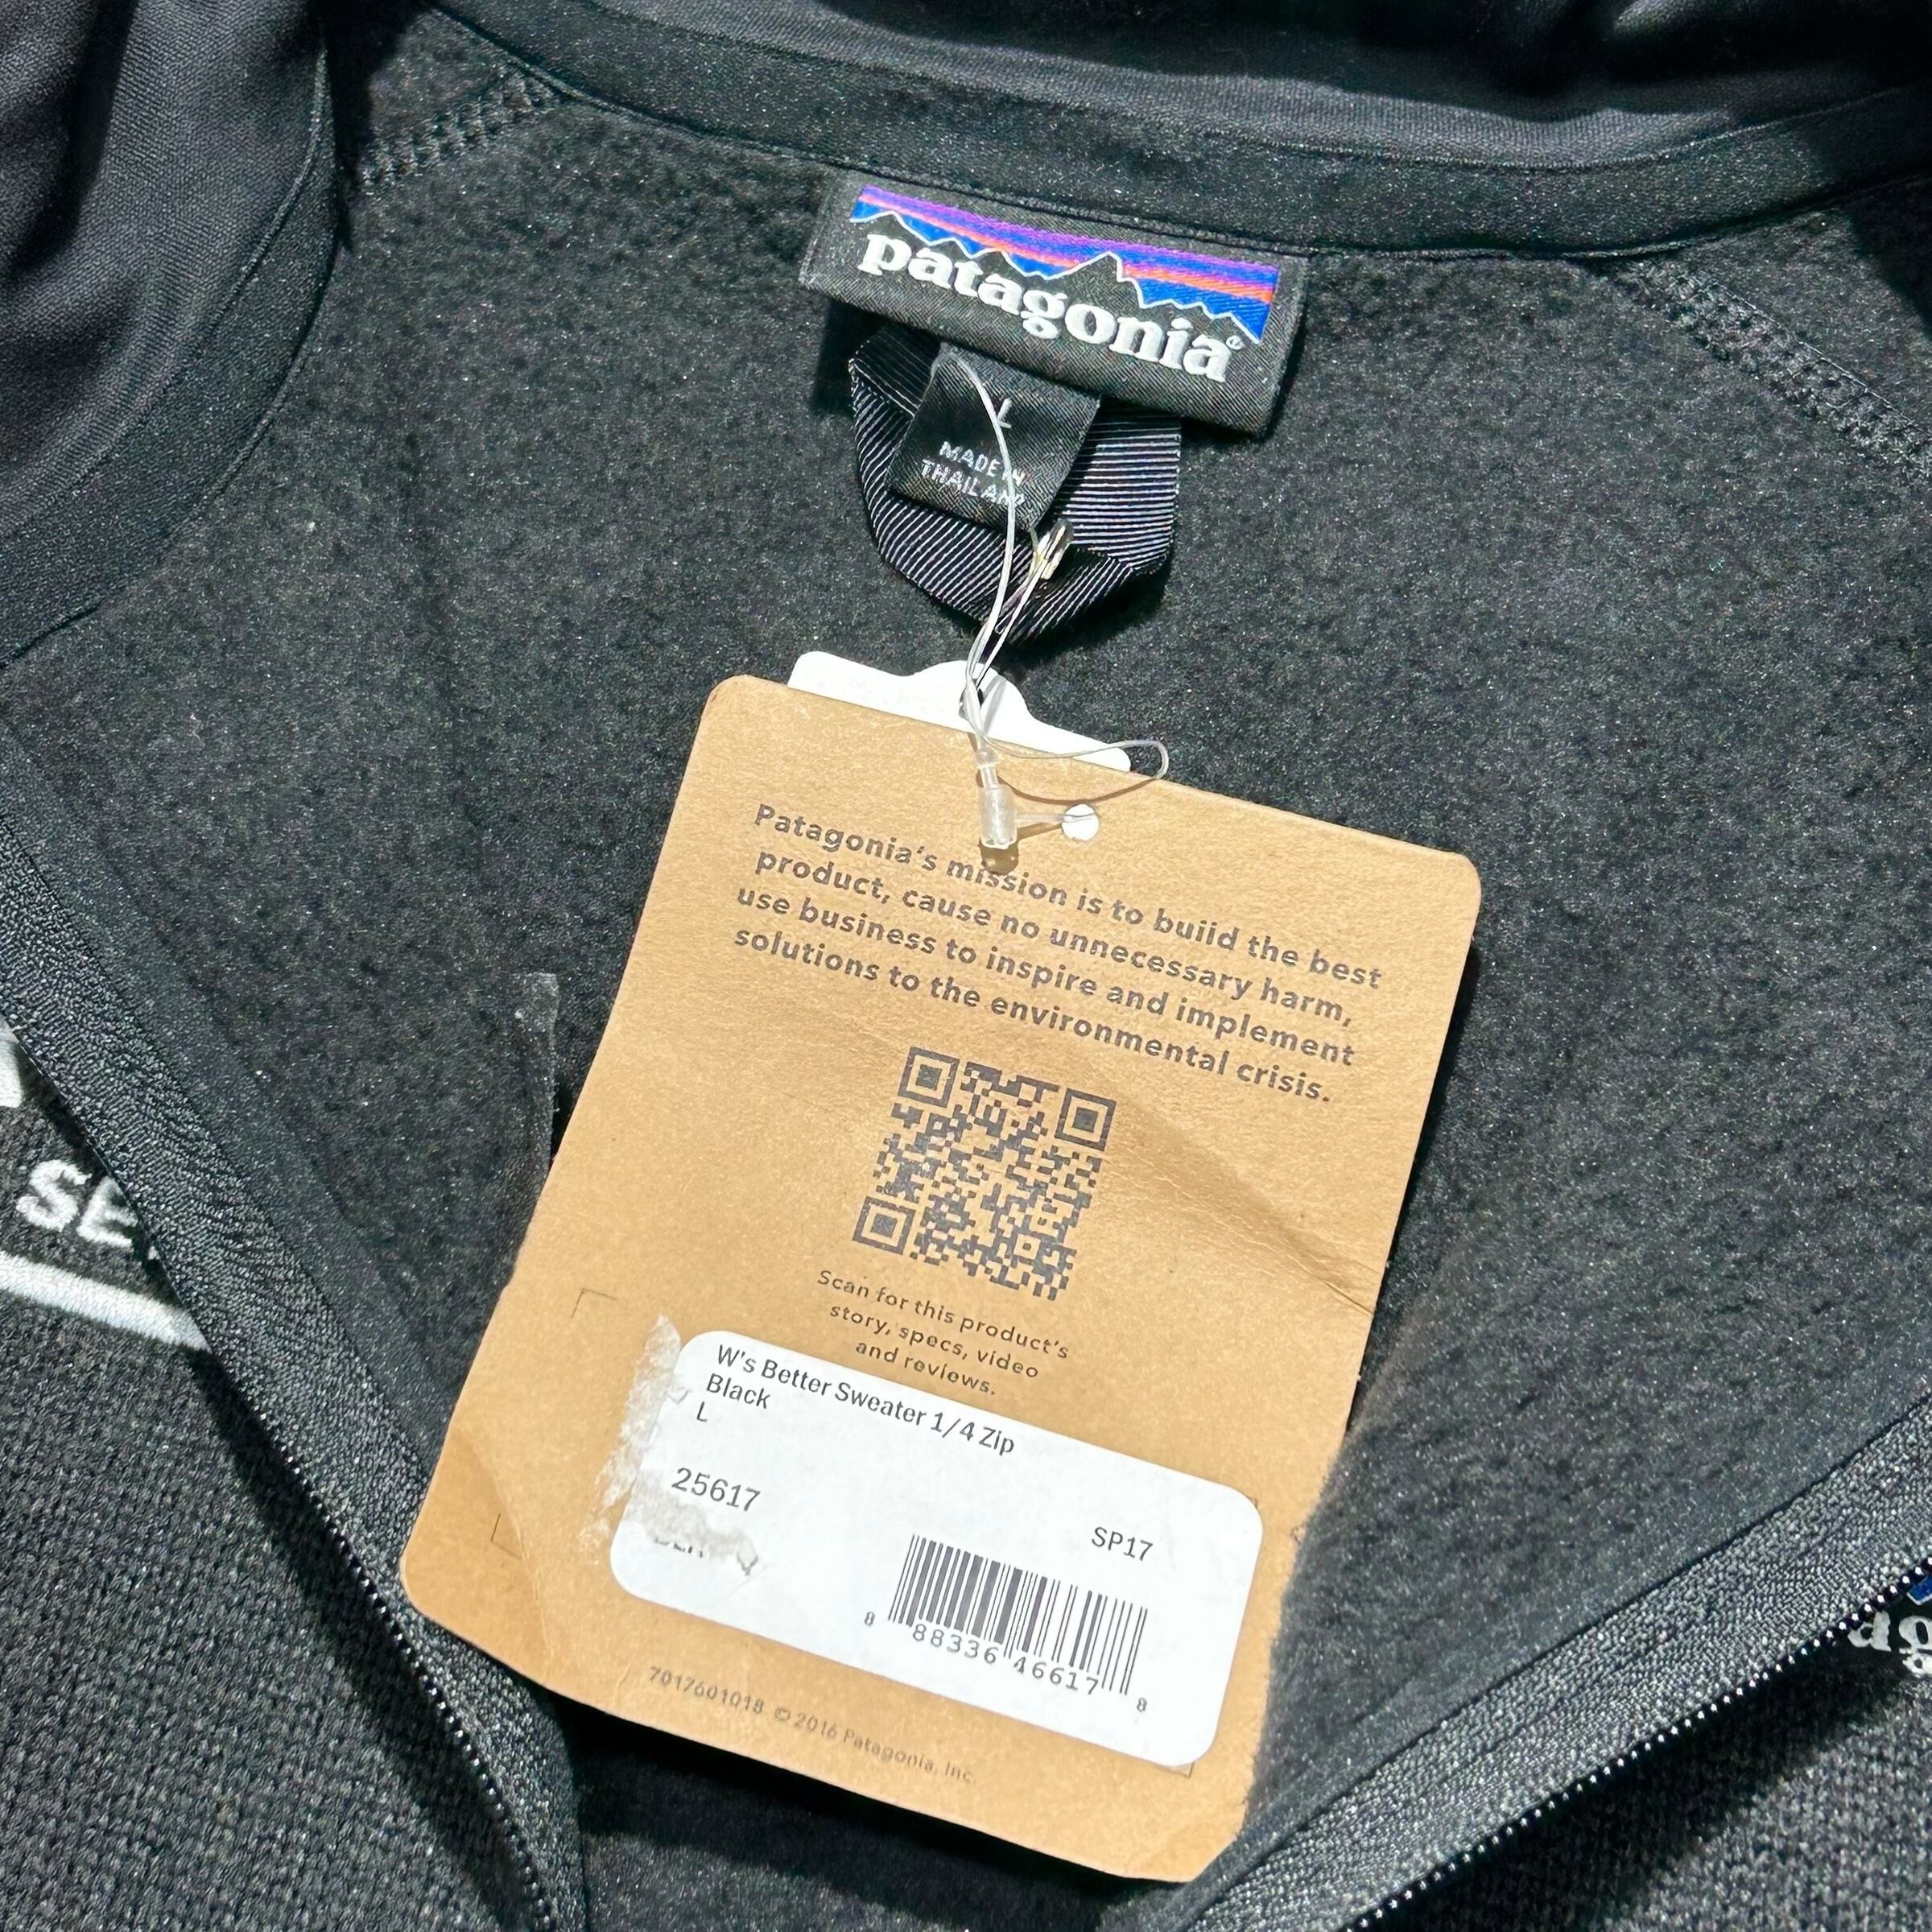 patagonia®
L
MADE IN
THAILAND
Patagonia's mission is to build the best
product, cause no unnecessary harm,
use business to inspire and implement
solutions to the environmental crisis.
Scan for this product's
story, specs, video
and reviews.
W's Better Sweater 1/4 Zip
Black
L
25617
SP17
8 88336 46617 8
7017601018 ©2016 Patagonia, Inc.
SE
ag